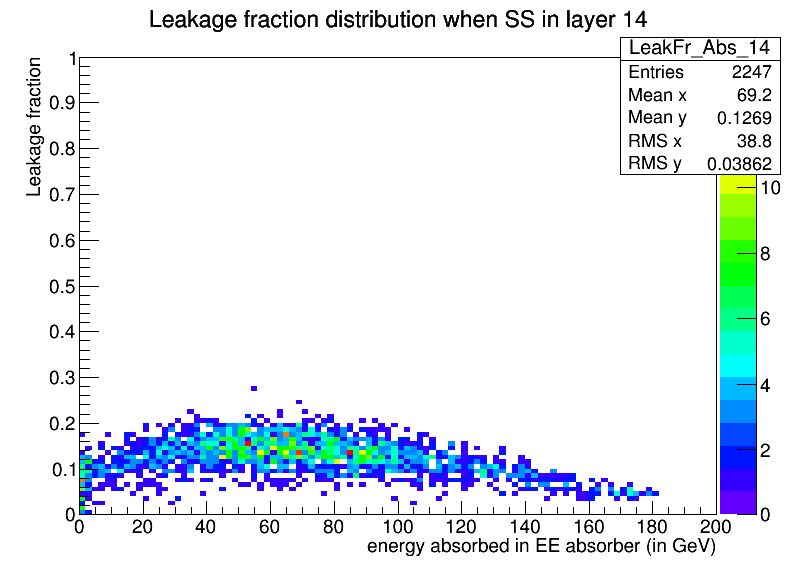 Leakage fraction distribution when SS in layer 14
LeakFr_Abs_14
Entries 2247
Mean x 69.2
Mean y 0.1269
RMS x 38.8
RMS y 0.03862
Leakage fraction
1
0.9
0.8
0.7
0.6
0.5
0.4
0.3
0.2
0.1
0
10
8
6
4
2
0
0 20 40 60 80 100 120 140 160 180 200
energy absorbed in EE absorber (in GeV)